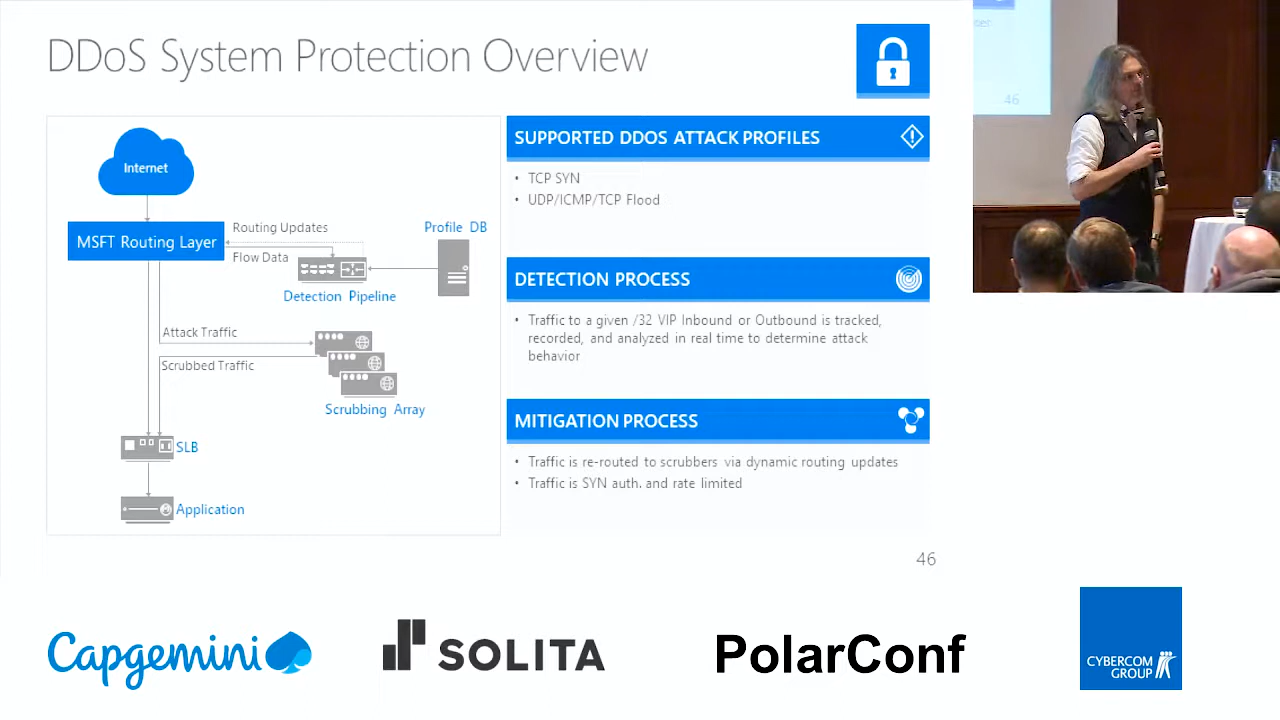 DDoS System Protection Overview
Internet
MSFT Routing Layer
Routing Updates
Flow Data
Profile DB
Detection Pipeline
Attack Traffic
Scrubbed Traffic
Scrubbing Array
SLB
Application
SUPPORTED DDOS ATTACK PROFILES
• TCP SYN
• UDP/ICMP/TCP Flood
DETECTION PROCESS
• Traffic to a given /32 VIP Inbound or Outbound is tracked,
recorded, and analyzed in real time to determine attack
behavior
MITIGATION PROCESS
• Traffic is re-routed to scrubbers via dynamic routing updates
• Traffic is SYN auth. and rate limited
46
46
Capgemini
SOLITA
PolarConf
CYBERCOM
GROUP